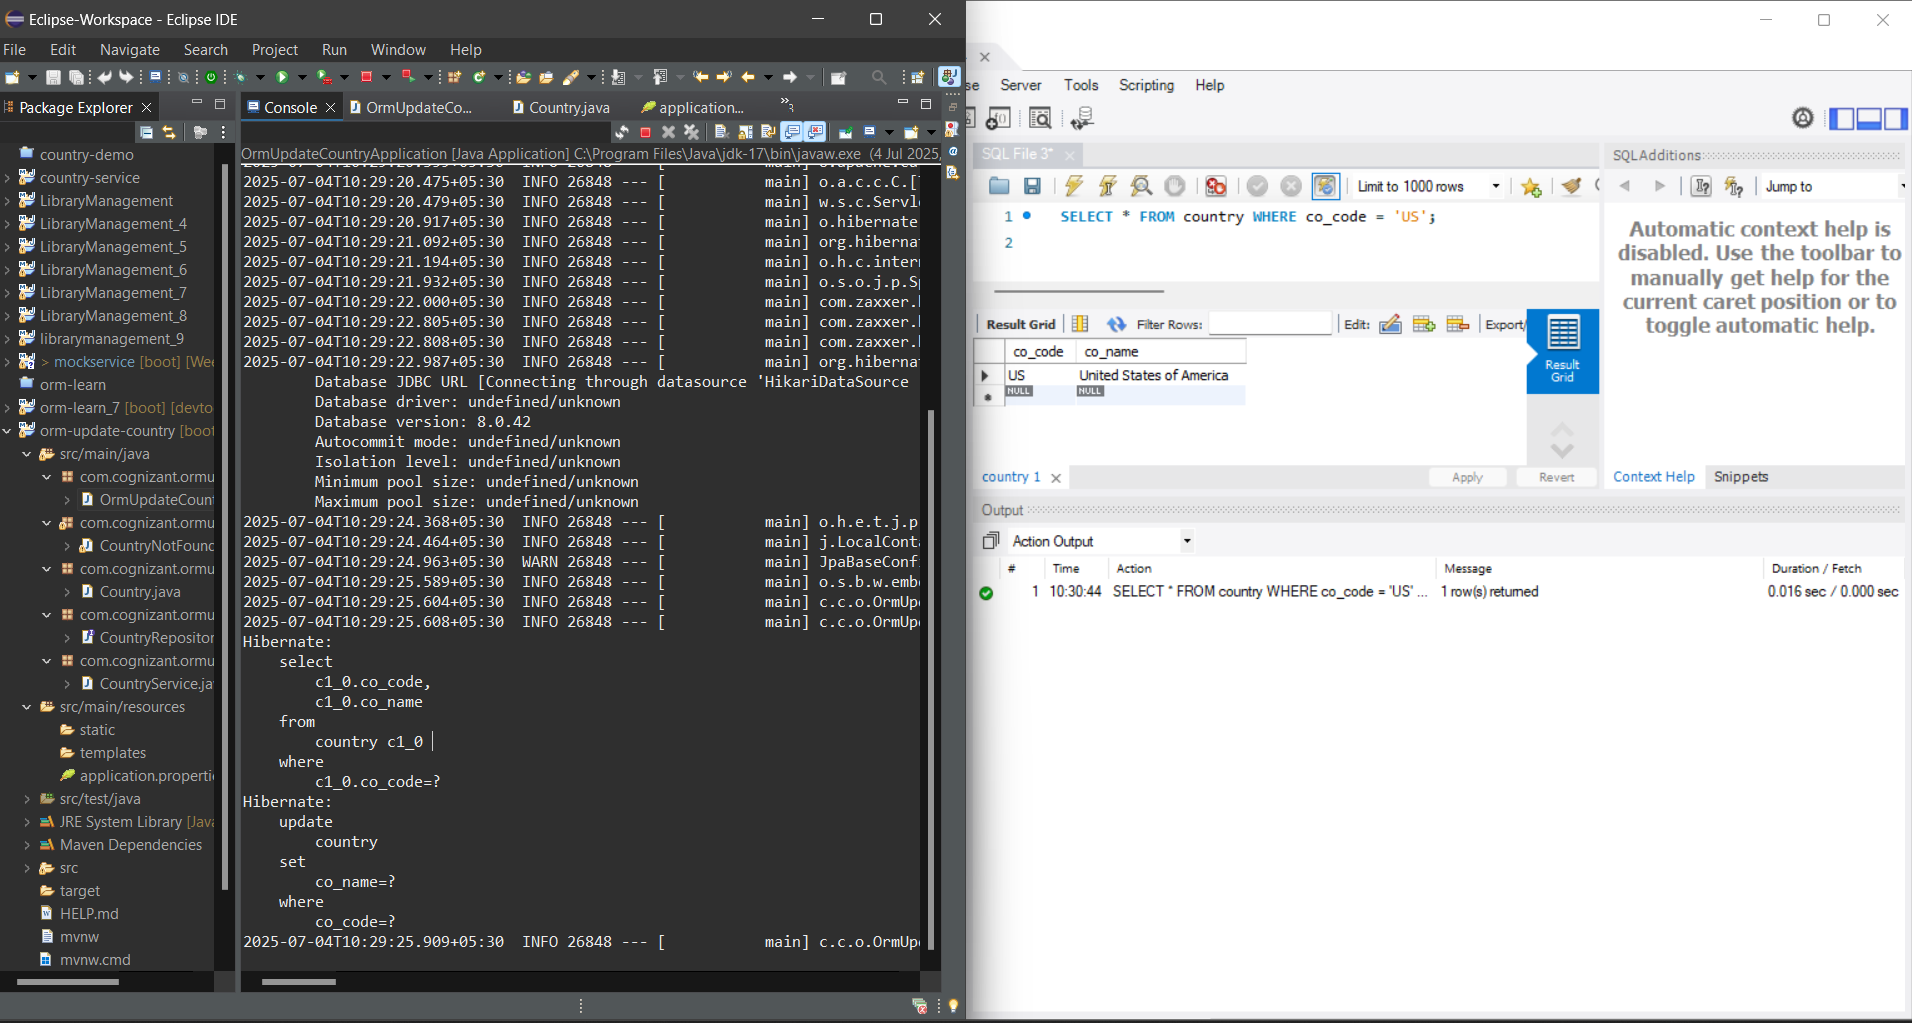 Eclipse-Workspace - Eclipse IDE
File Edit Navigate Search Project Run Window Help
Package Explorer
country-demo
country-service
LibraryManagement
LibraryManagement_4
LibraryManagement_5
LibraryManagement_6
LibraryManagement_7
LibraryManagement_8
librarymanagement_9
> mockservice [boot] [Wee
orm-learn
orm-learn_7 [boot] [devto
orm-update-country [boot
src/main/java
com.cognizant.ormu
OrmUpdateCount
com.cognizant.ormu
CountryNotFound
com.cognizant.ormu
Country.java
com.cognizant.ormu
CountryRepositor
com.cognizant.ormu
CountryService.ja
src/main/resources
static
templates
application.properti
src/test/java
JRE System Library [Java
Maven Dependencies
src
target
HELP.md
mvnw
mvnw.cmd
Console OrmUpdateCo... Country.java application... »3
OrmUpdateCountryApplication [Java Application] C:\Program Files\Java\jdk-17\bin\javaw.exe (4 Jul 2025,
2025-07-04T10:29:20.475+05:30 INFO 26848 --- [ main] o.a.c.c.C.[
2025-07-04T10:29:20.479+05:30 INFO 26848 --- [ main] w.s.c.Servl
2025-07-04T10:29:20.917+05:30 INFO 26848 --- [ main] o.hibernate
2025-07-04T10:29:21.092+05:30 INFO 26848 --- [ main] org.hiberna
2025-07-04T10:29:21.194+05:30 INFO 26848 --- [ main] o.h.c.inter
2025-07-04T10:29:21.932+05:30 INFO 26848 --- [ main] o.s.o.j.p.S
2025-07-04T10:29:22.000+05:30 INFO 26848 --- [ main] com.zaxxer.
2025-07-04T10:29:22.805+05:30 INFO 26848 --- [ main] com.zaxxer.
2025-07-04T10:29:22.808+05:30 INFO 26848 --- [ main] com.zaxxer.
2025-07-04T10:29:22.987+05:30 INFO 26848 --- [ main] org.hiberna
Database JDBC URL [Connecting through datasource 'HikariDataSource
Database driver: undefined/unknown
Database version: 8.0.42
Autocommit mode: undefined/unknown
Isolation level: undefined/unknown
Minimum pool size: undefined/unknown
Maximum pool size: undefined/unknown
2025-07-04T10:29:24.368+05:30 INFO 26848 --- [ main] o.h.e.t.j.p
2025-07-04T10:29:24.464+05:30 INFO 26848 --- [ main] j.LocalCont
2025-07-04T10:29:24.963+05:30 WARN 26848 --- [ main] JpaBaseConf
2025-07-04T10:29:25.589+05:30 INFO 26848 --- [ main] o.s.b.w.emb
2025-07-04T10:29:25.604+05:30 INFO 26848 --- [ main] c.c.o.OrmUp
2025-07-04T10:29:25.608+05:30 INFO 26848 --- [ main] c.c.o.OrmUp
Hibernate:
select
c1_0.co_code,
c1_0.co_name
from
country c1_0
where
c1_0.co_code=?
Hibernate:
update
country
set
co_name=?
where
co_code=?
2025-07-04T10:29:25.909+05:30 INFO 26848 --- [ main] c.c.o.OrmUp
se Server Tools Scripting Help
SQL File 3*
Limit to 1000 rows
1 SELECT * FROM country WHERE co_code = 'US';
2
Result Grid Filter Rows: Edit: Export/
co_code co_name
US United States of America
NULL NULL
Result
Grid
country 1 Apply Revert
SQLAdditions
Jump to
Automatic context help is
disabled. Use the toolbar to
manually get help for the
current caret position or to
toggle automatic help.
Context Help Snippets
Output
Action Output
# Time Action Message Duration / Fetch
1 10:30:44 SELECT * FROM country WHERE co_code = 'US' ... 1 row(s) returned 0.016 sec / 0.000 sec